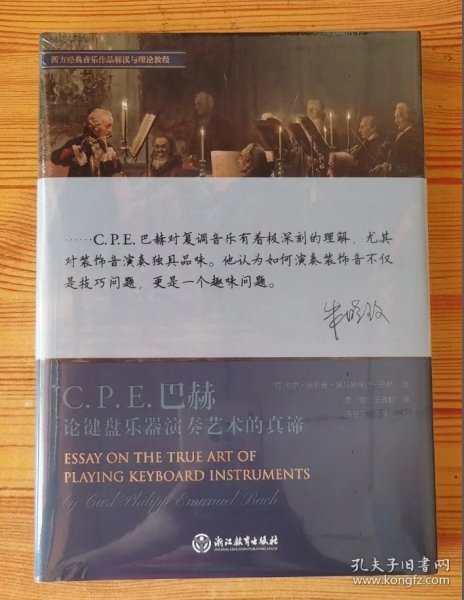 西方经典音乐作品解读与理论教程
……C.P.E.巴赫对复调音乐有着极深刻的理解，尤其
对装饰音演奏独具品味。他认为如何演奏装饰音不仅
是技巧问题，更是一个趣味问题。
C.P.E.巴赫
论键盘乐器演奏艺术的真谛
ESSAY ON THE TRUE ART OF
PLAYING KEYBOARD INSTRUMENTS
by Carl Philipp Emanuel Bach
浙江教育出版社
ZHEJIANG EDUCATION PUBLISHING HOUSE
孔夫子旧书网
www.kongfz.com